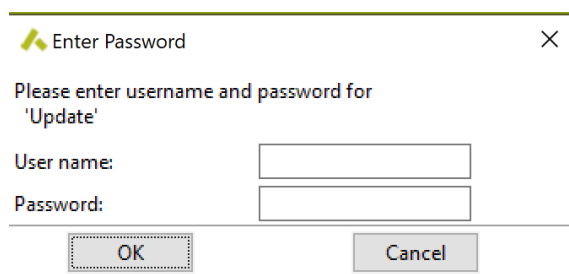 Enter Password
Please enter username and password for
'Update'
User name:
Password:
OK Cancel